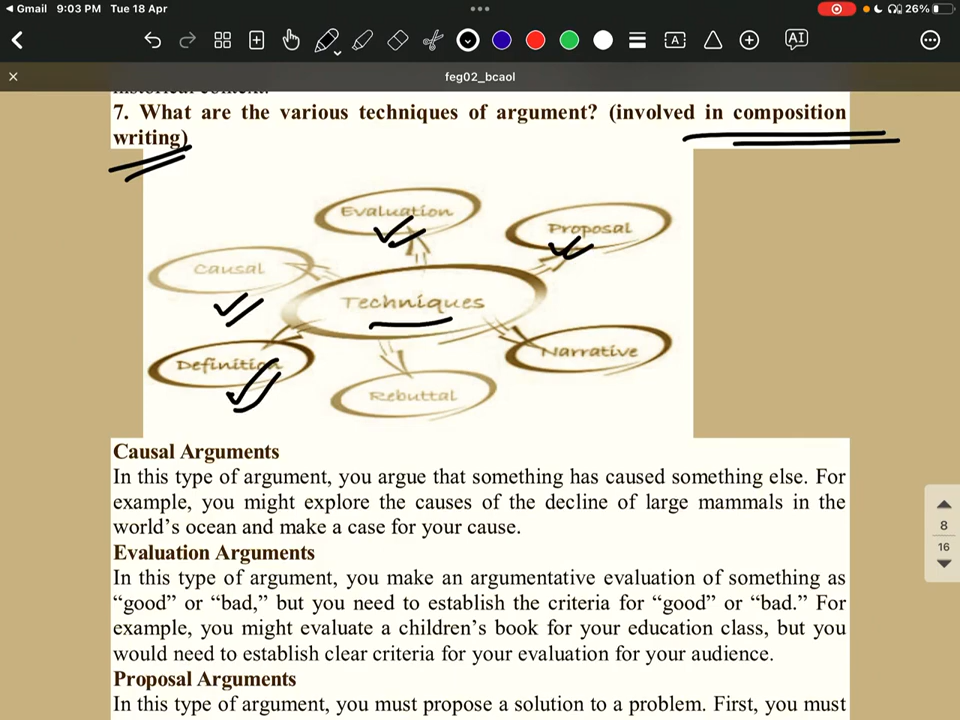 Gmail 9:03 PM Tue 18 Apr
26%
A
AI
feg02_bcaol
historical context.
7. What are the various techniques of argument? (involved in composition
writing)
Evaluation
Proposal
Causal
Techniques
Definition
Narrative
Rebuttal
Causal Arguments
In this type of argument, you argue that something has caused something else. For
example, you might explore the causes of the decline of large mammals in the
world’s ocean and make a case for your cause.
8
16
Evaluation Arguments
In this type of argument, you make an argumentative evaluation of something as
“good” or “bad,” but you need to establish the criteria for “good” or “bad.” For
example, you might evaluate a children’s book for your education class, but you
would need to establish clear criteria for your evaluation for your audience.
Proposal Arguments
In this type of argument, you must propose a solution to a problem. First, you must